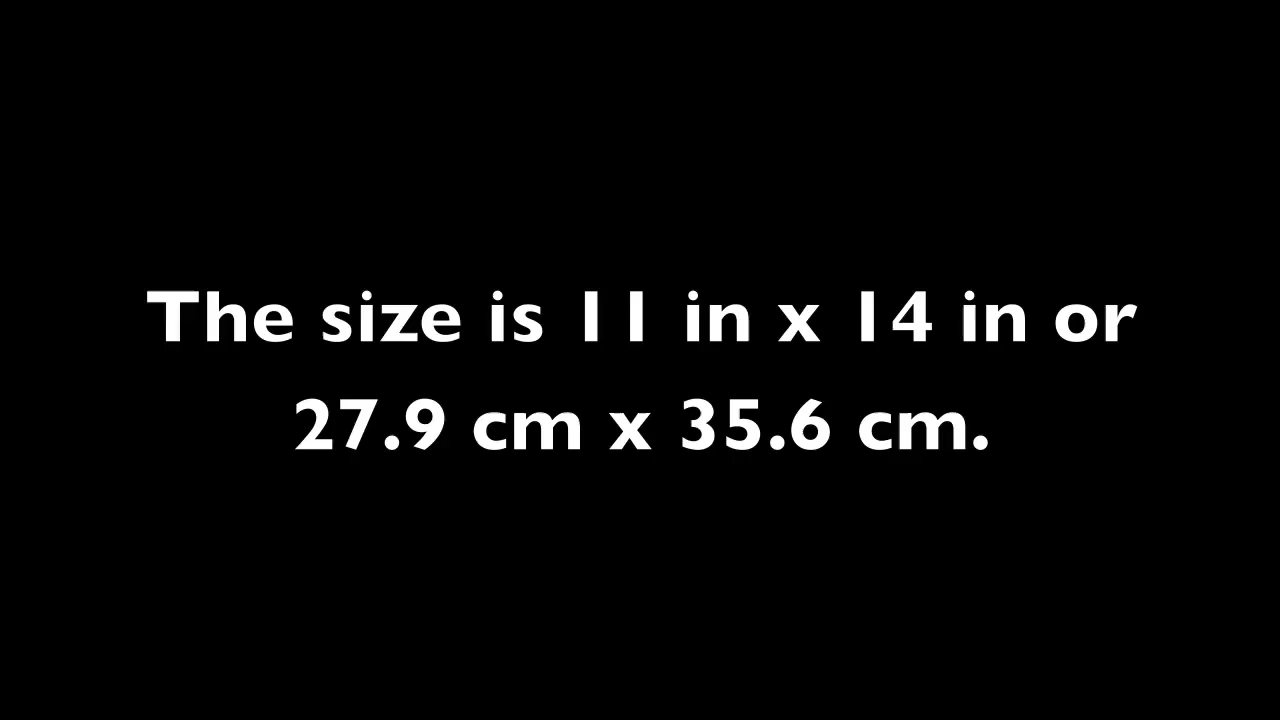 The size is 11 in x 14 in or
27.9 cm x 35.6 cm.